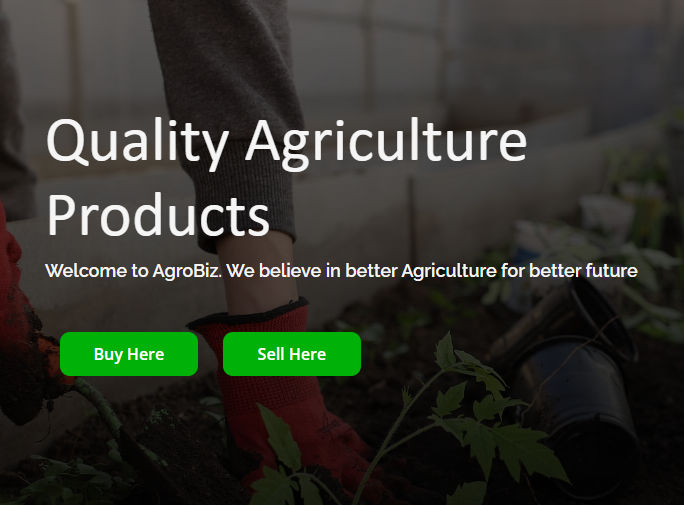 Quality Agriculture
Products
Welcome to AgroBiz. We believe in better Agriculture for better future
Buy Here
Sell Here